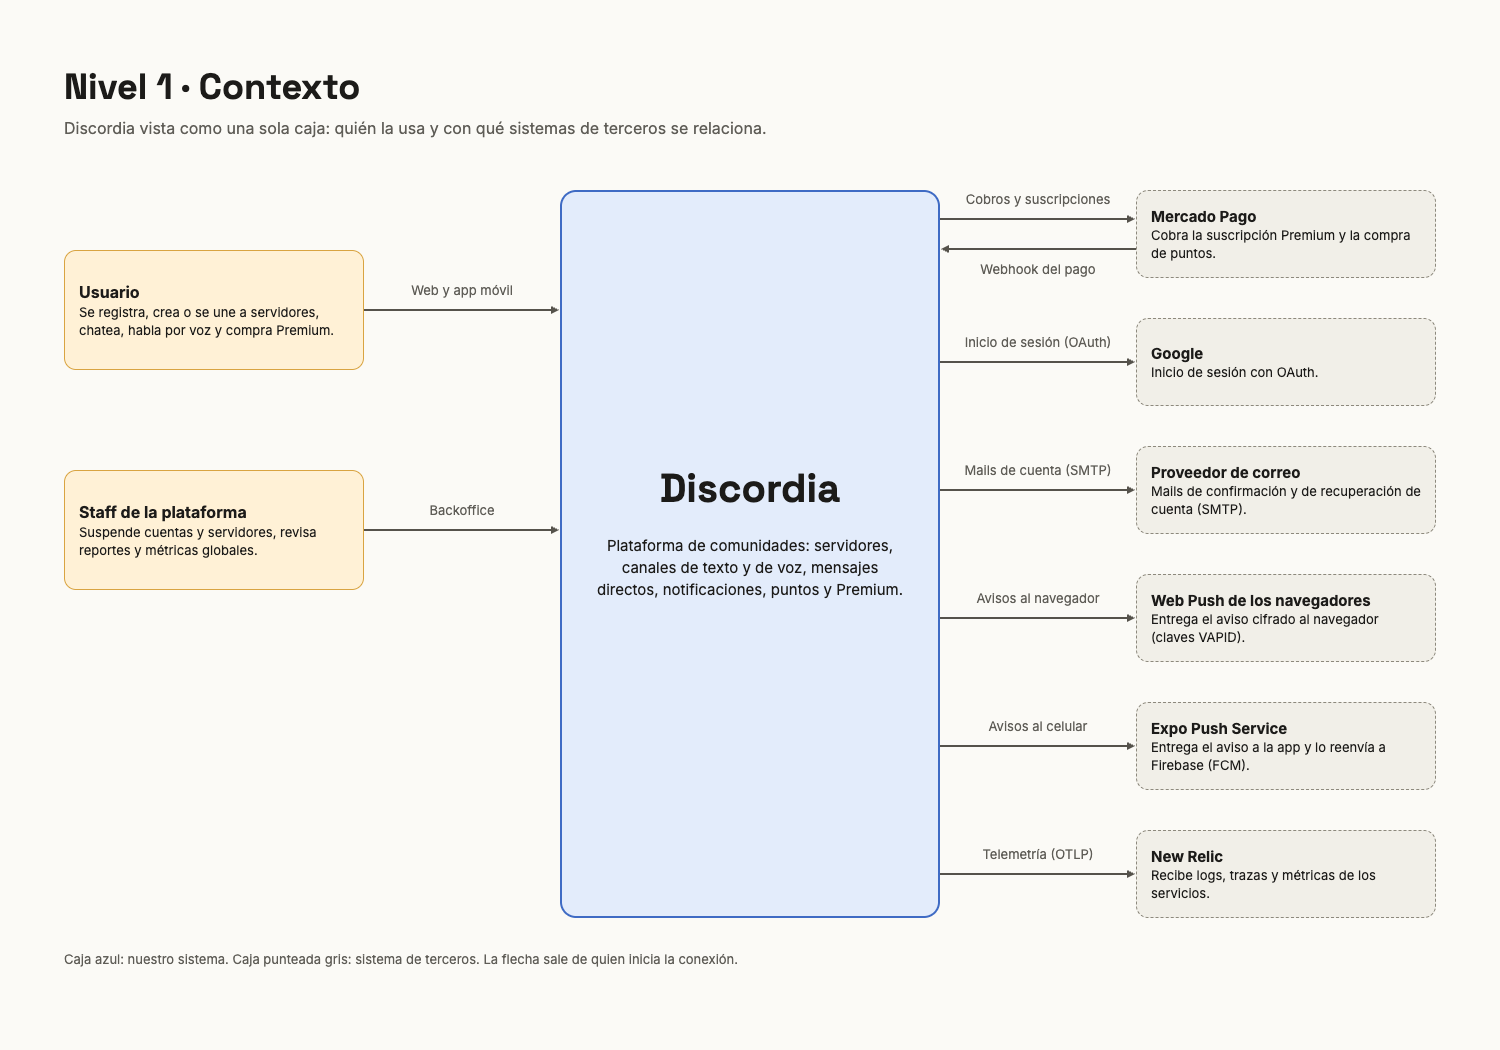 Nivel 1 · Contexto
Discordia vista como una sola caja: quién la usa y con qué sistemas de terceros se relaciona.
Usuario
Se registra, crea o se une a servidores,
chatea, habla por voz y compra Premium.
Web y app móvil
Staff de la plataforma
Suspende cuentas y servidores, revisa
reportes y métricas globales.
Backoffice
Discordia
Plataforma de comunidades: servidores,
canales de texto y de voz, mensajes
directos, notificaciones, puntos y Premium.
Cobros y suscripciones
Webhook del pago
Mercado Pago
Cobra la suscripción Premium y la compra
de puntos.
Inicio de sesión (OAuth)
Google
Inicio de sesión con OAuth.
Mails de cuenta (SMTP)
Proveedor de correo
Mails de confirmación y de recuperación de
cuenta (SMTP).
Avisos al navegador
Web Push de los navegadores
Entrega el aviso cifrado al navegador
(claves VAPID).
Avisos al celular
Expo Push Service
Entrega el aviso a la app y lo reenvía a
Firebase (FCM).
Telemetría (OTLP)
New Relic
Recibe logs, trazas y métricas de los
servicios.
Caja azul: nuestro sistema. Caja punteada gris: sistema de terceros. La flecha sale de quien inicia la conexión.